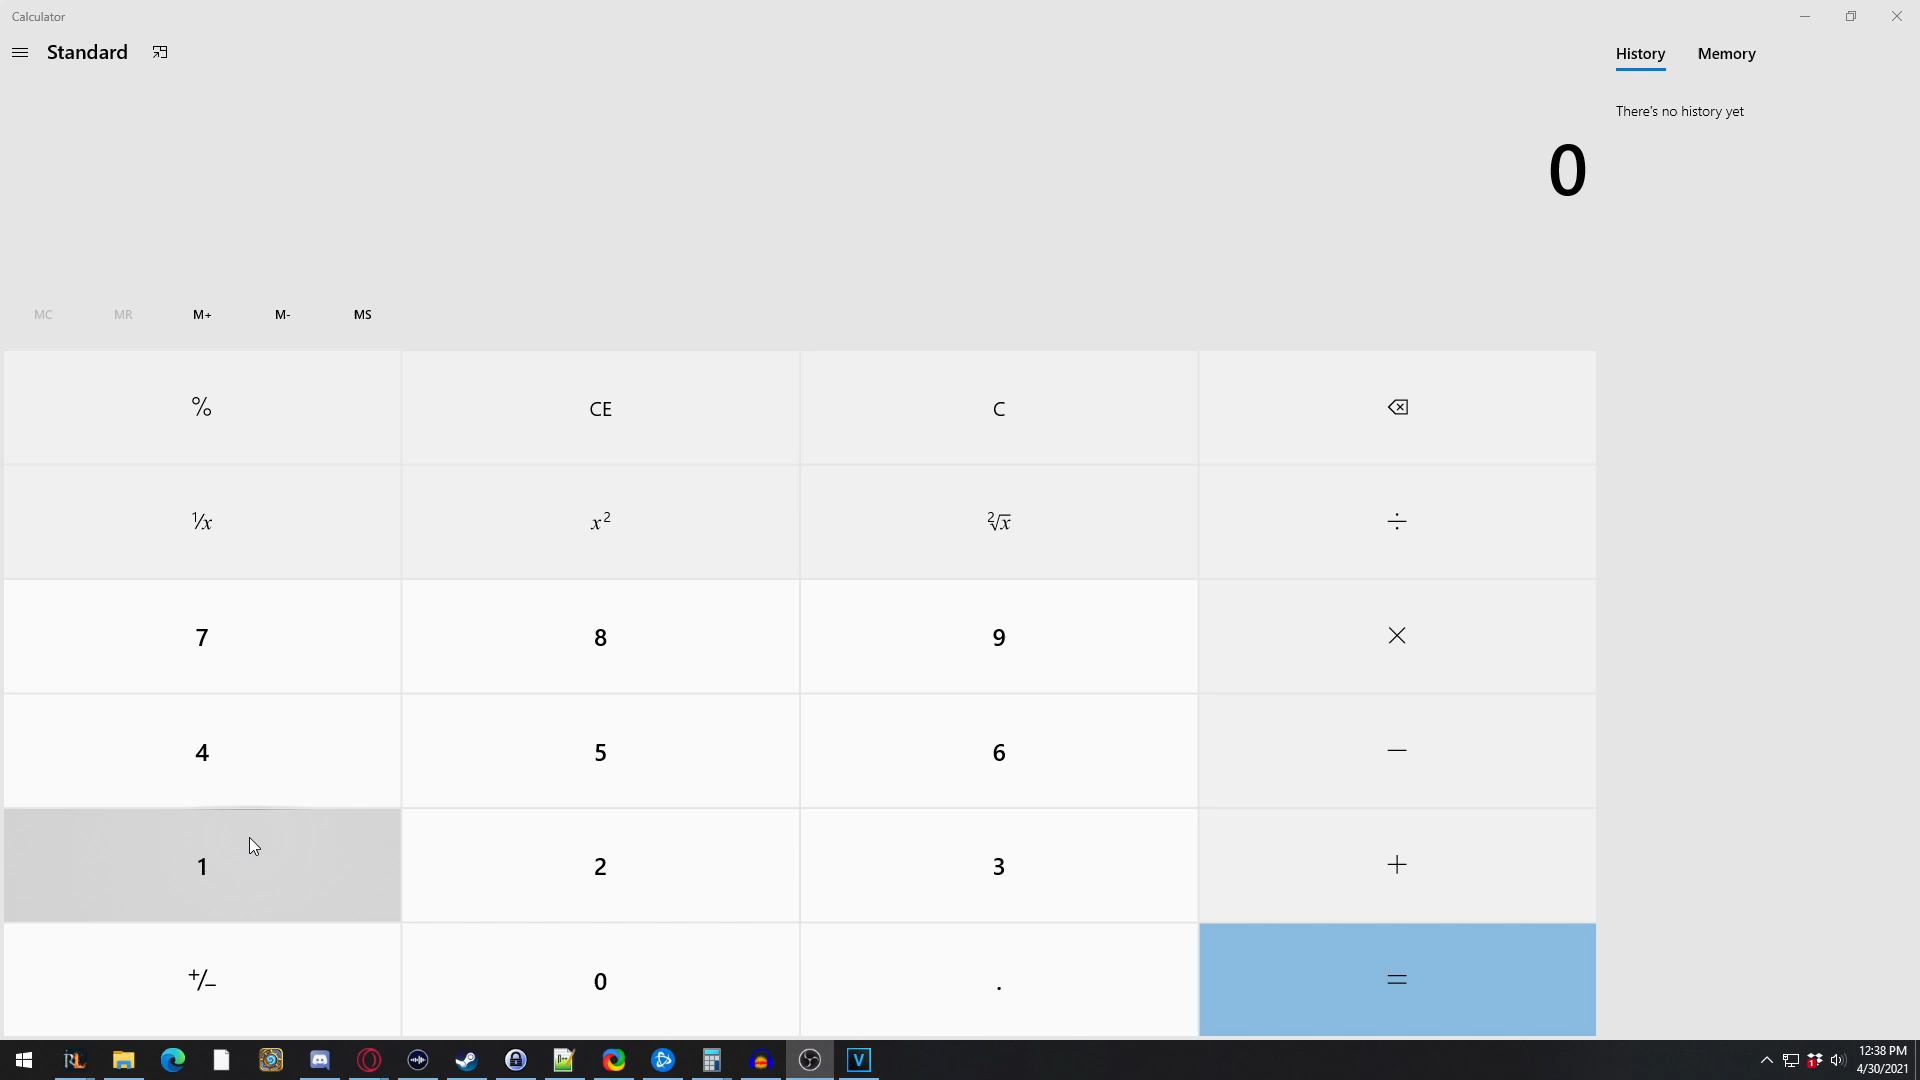 Calculator
Standard
History Memory
There's no history yet
0
MC MR M+ M- MS
% CE C
¹/x x² ²√x ÷
7 8 9 ×
4 5 6 −
1 2 3 +
+/− 0 . =
RL
V
12:38 PM
4/30/2021